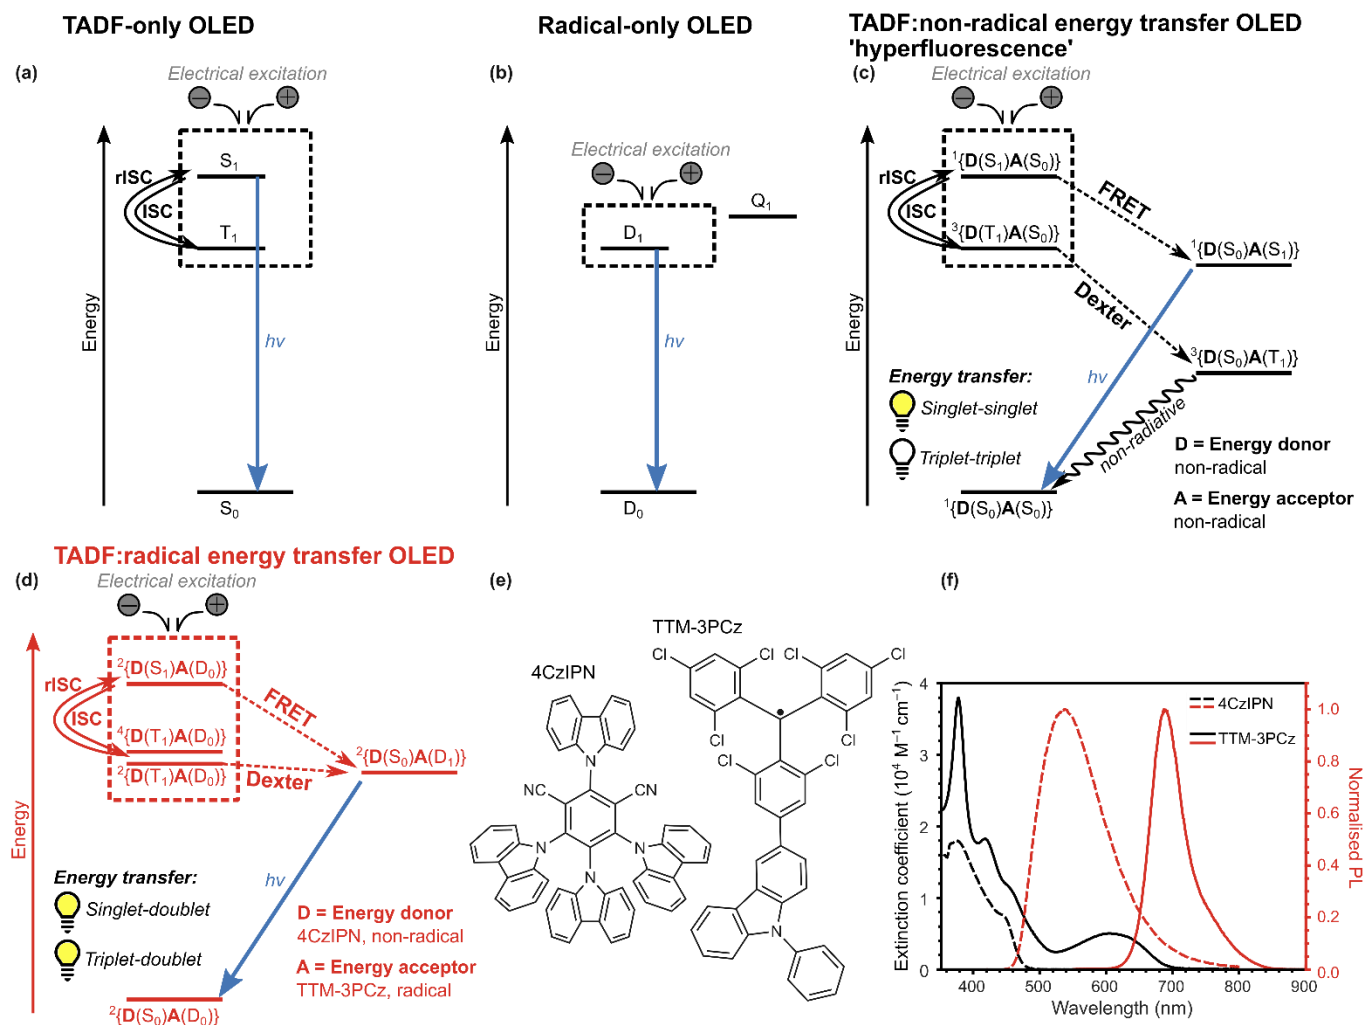 TADF-only OLED
(a)
Electrical excitation
−
+
S₁
rISC
ISC
T₁
Energy
hν
S₀
Radical-only OLED
(b)
Electrical excitation
−
+
Q₁
D₁
Energy
hν
D₀
TADF:non-radical energy transfer OLED
'hyperfluorescence'
(c)
Electrical excitation
−
+
¹{D(S₁)A(S₀)}
rISC
ISC
FRET
³{D(T₁)A(S₀)}
¹{D(S₀)A(S₁)}
Dexter
Energy
³{D(S₀)A(T₁)}
hν
Energy transfer:
Singlet-singlet
Triplet-triplet
non-radiative
D = Energy donor
non-radical
A = Energy acceptor
non-radical
¹{D(S₀)A(S₀)}
TADF:radical energy transfer OLED
(d)
Electrical excitation
−
+
²{D(S₁)A(D₀)}
rISC
ISC
FRET
⁴{D(T₁)A(D₀)}
²{D(T₁)A(D₀)}
Dexter
²{D(S₀)A(D₁)}
Energy
hν
Energy transfer:
Singlet-doublet
Triplet-doublet
D = Energy donor
4CzIPN, non-radical
A = Energy acceptor
TTM-3PCz, radical
²{D(S₀)A(D₀)}
(e)
TTM-3PCz
4CzIPN
Cl
Cl
Cl
Cl
Cl
Cl
Cl
Cl
N
NC
CN
N
N
N
N
(f)
4CzIPN
TTM-3PCz
Extinction coefficient (10⁴ M⁻¹ cm⁻¹)
4
3
2
1
0
Normalised PL
1.0
0.8
0.6
0.4
0.2
0.0
400 500 600 700 800 900
Wavelength (nm)